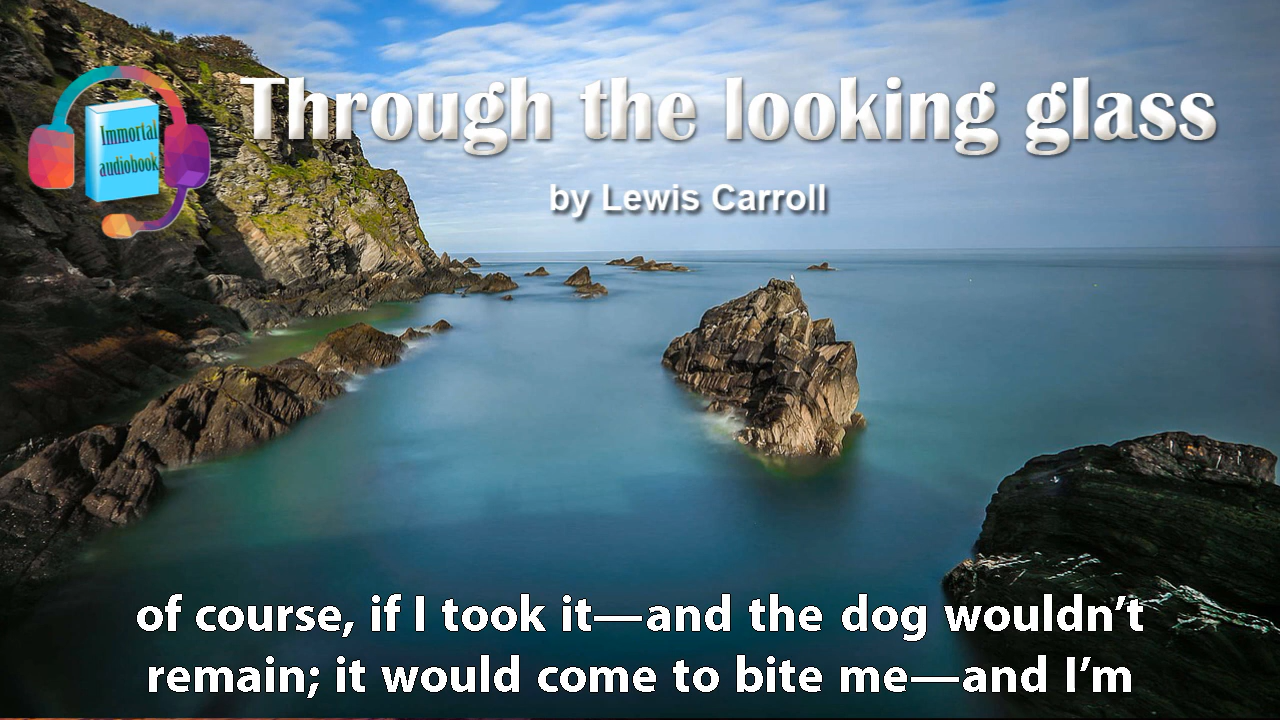 Through the looking glass
by Lewis Carroll
Immortal
audiobook
of course, if I took it—and the dog wouldn’t
remain; it would come to bite me—and I’m